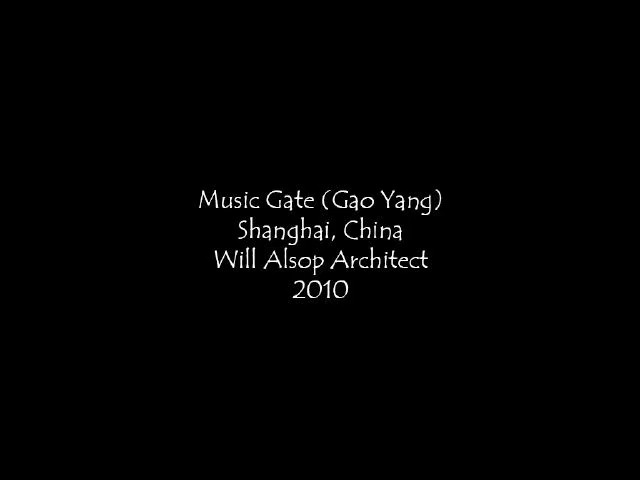 Music Gate (Gao Yang)
Shanghai, China
Will Alsop Architect
2010